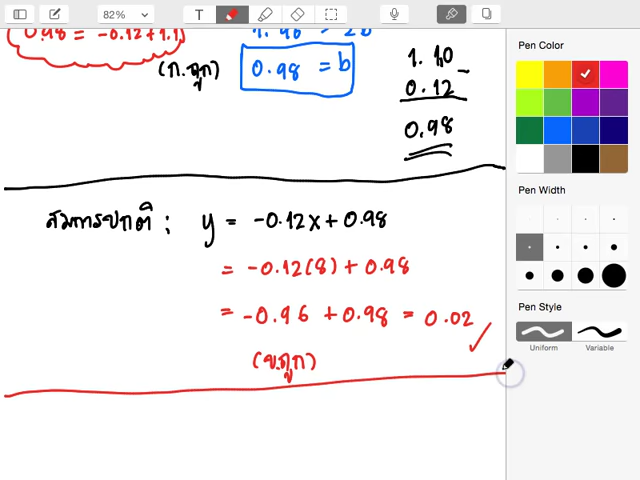 82%
T
0.98 = -0.12+1.1
0.98 = b
(ก.ถูก)
1.10
-
0.12
0.98
สมการปกติ ; y = -0.12x + 0.98
= -0.12(8) + 0.98
= -0.96 + 0.98 = 0.02 ✓
(ข.ถูก)
Pen Color
Pen Width
Pen Style
Uniform Variable